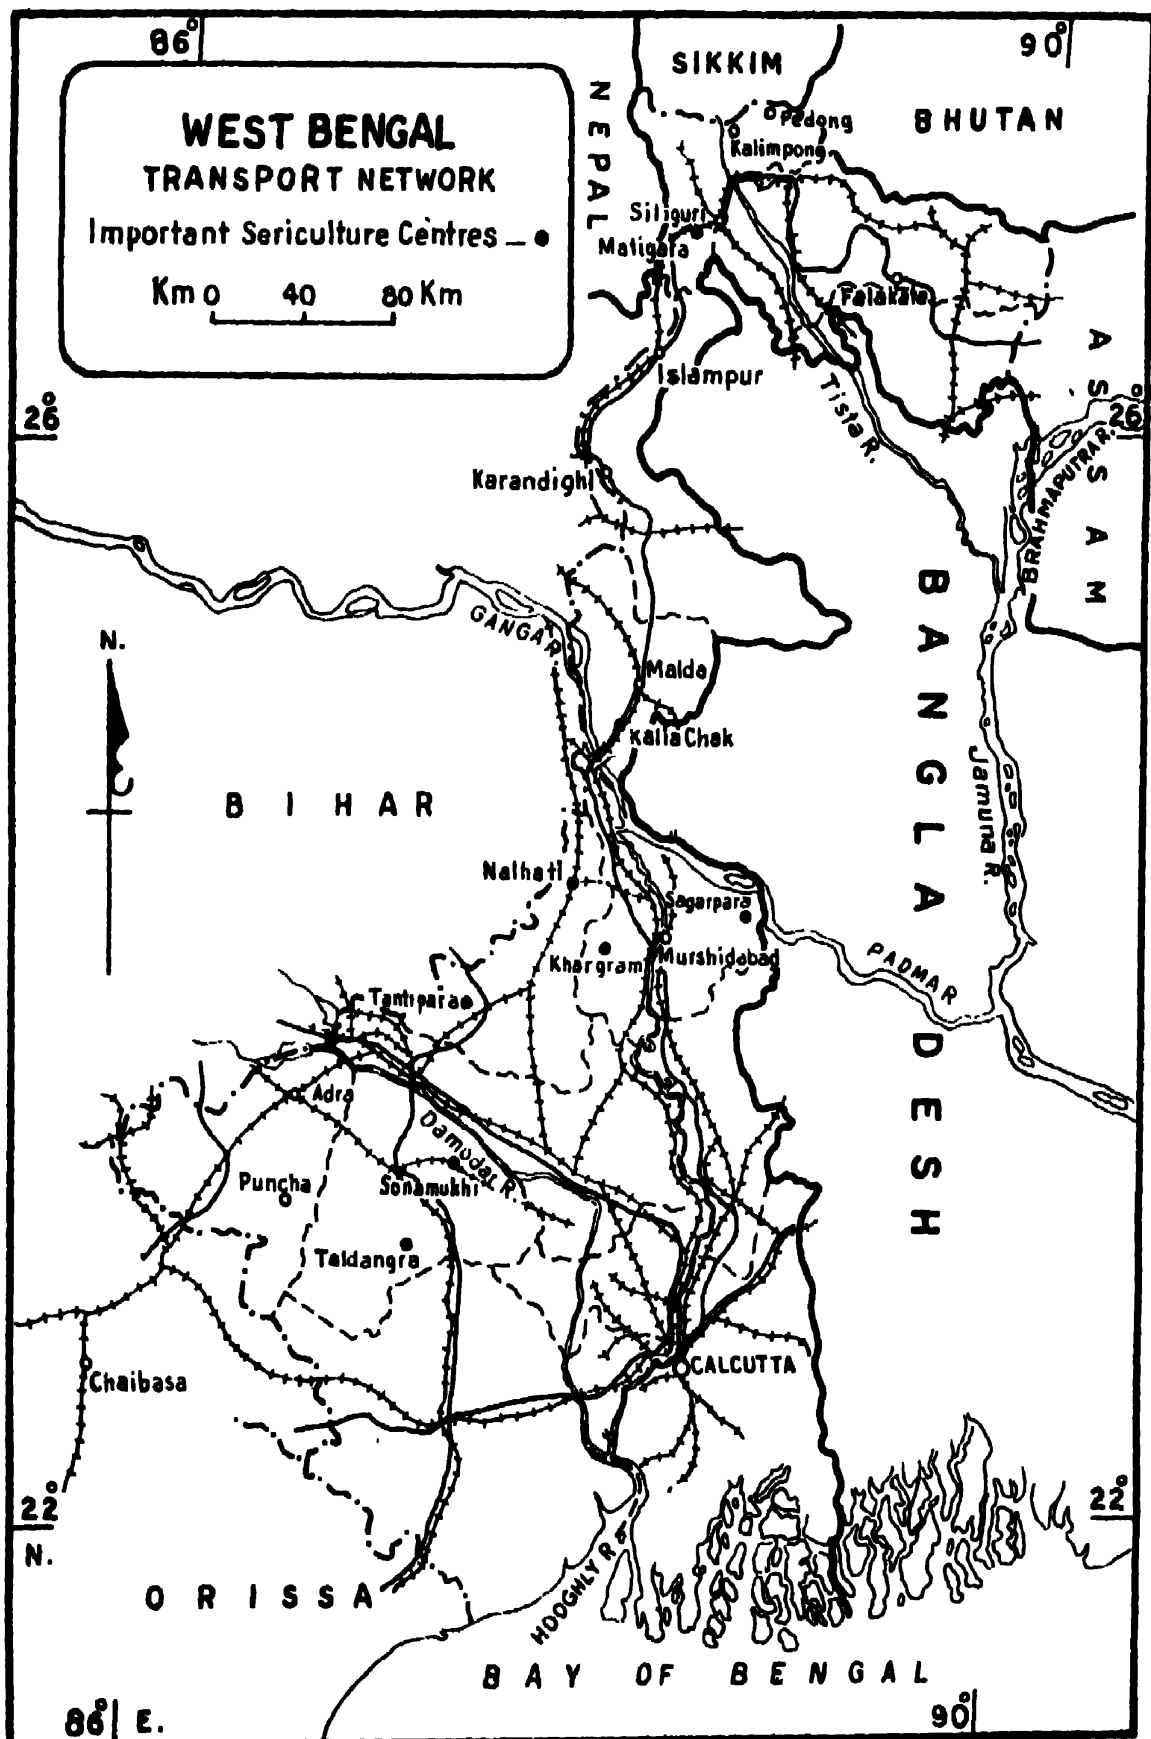 86°
90°
SIKKIM
NEPAL
BHUTAN
WEST BENGAL
TRANSPORT NETWORK
Important Sericulture Centres – ●
Km 0 40 80 Km
Pedong
Kalimpong
Siliguri
Matigara
Falakata
ASSAM
Islampur
Tista R.
26°
26°
BRAHMAPUTRA R.
Karandighi
BANGLADESH
GANGA R.
N.
Malda
Kalia Chak
Jamuna R.
BIHAR
Nalhati
Sagarpara
Khargram
Murshidabad
PADMA R
Tantipara
Adra
Damodar R.
Puncha
Sonamukhi
Taldangra
Chaibasa
CALCUTTA
22°
N.
22°
ORISSA
HOOGHLY R.
BAY OF BENGAL
86° E.
90°